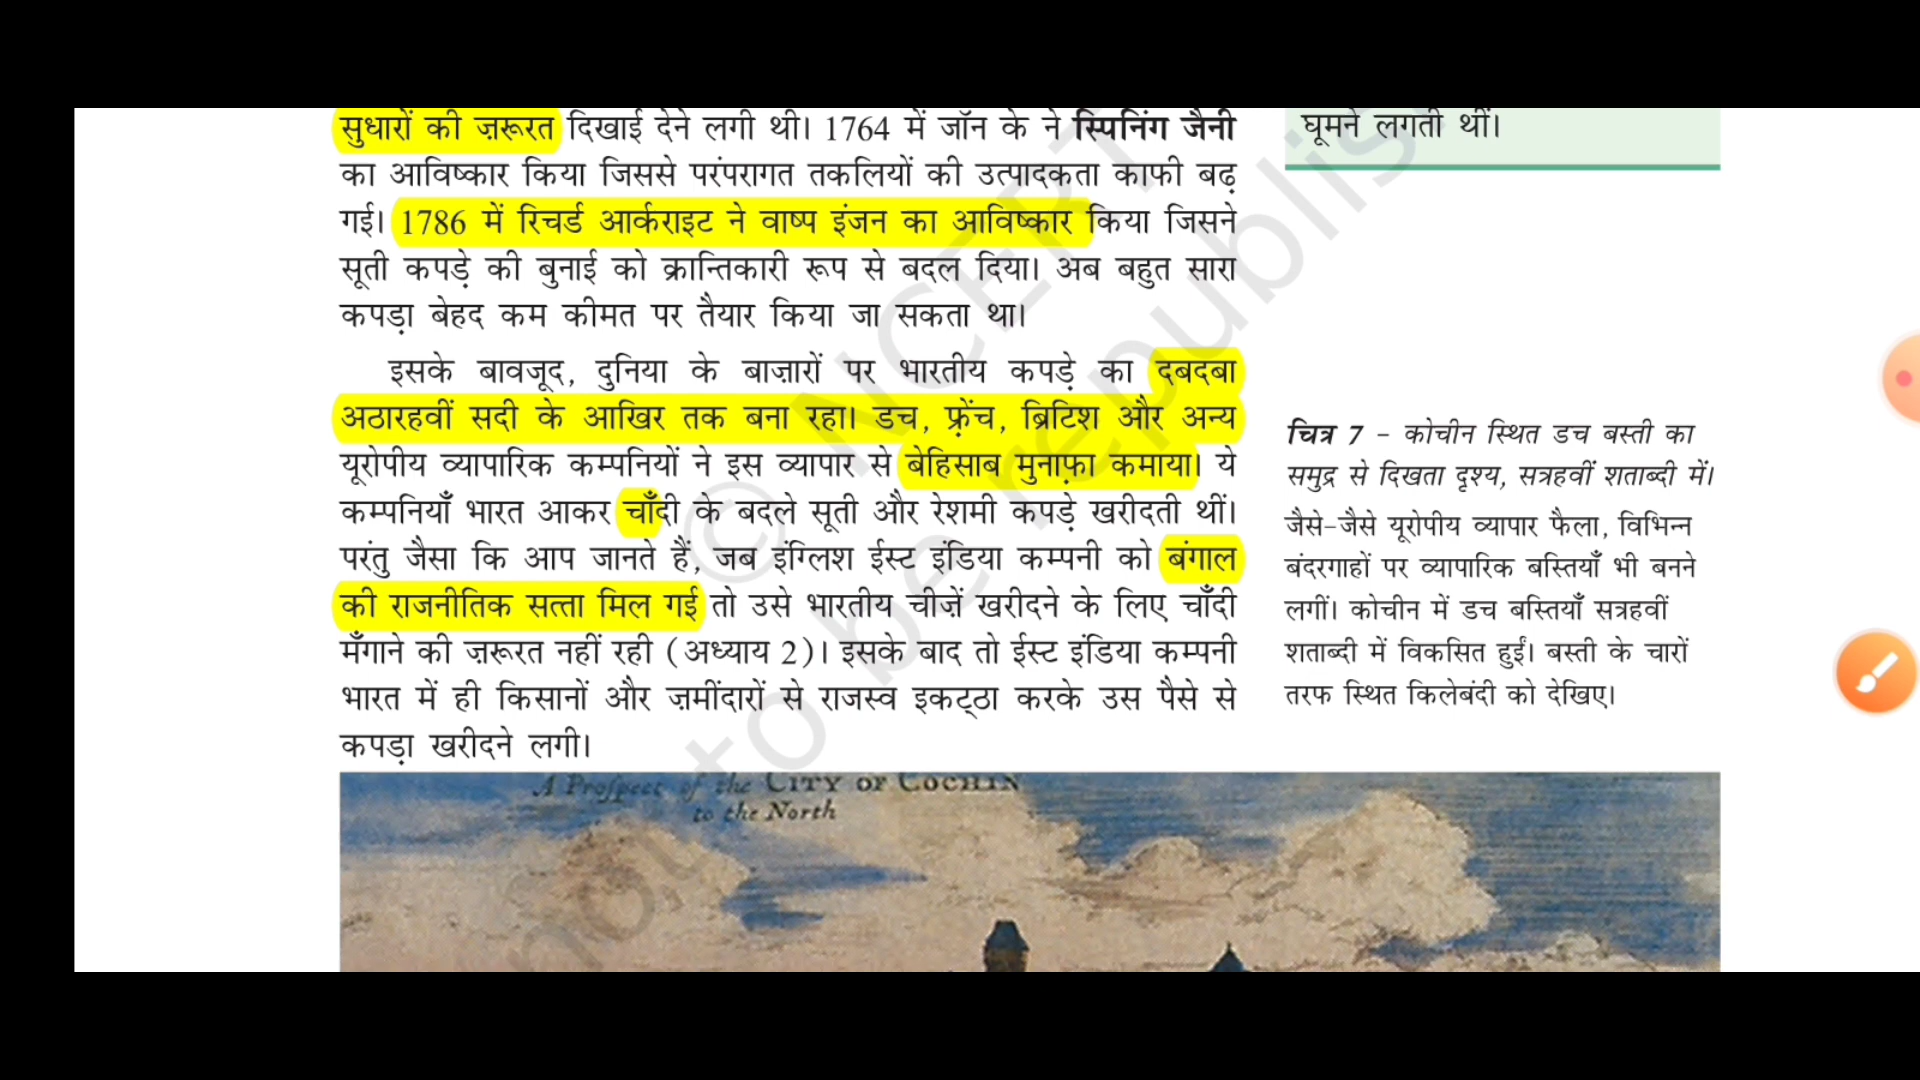 सुधारों की ज़रूरत दिखाई देने लगी थी। 1764 में जॉन के ने स्पिनिंग जैनी
का आविष्कार किया जिससे परंपरागत तकलियों की उत्पादकता काफी बढ़
गई। 1786 में रिचर्ड आर्कराइट ने वाष्प इंजन का आविष्कार किया जिसने
सूती कपड़े की बुनाई को क्रान्तिकारी रूप से बदल दिया। अब बहुत सारा
कपड़ा बेहद कम कीमत पर तैयार किया जा सकता था।
इसके बावजूद, दुनिया के बाज़ारों पर भारतीय कपड़े का दबदबा
अठारहवीं सदी के आखिर तक बना रहा। डच, फ़्रेंच, ब्रिटिश और अन्य
यूरोपीय व्यापारिक कम्पनियों ने इस व्यापार से बेहिसाब मुनाफ़ा कमाया। ये
कम्पनियाँ भारत आकर चाँदी के बदले सूती और रेशमी कपड़े खरीदती थीं।
परंतु जैसा कि आप जानते हैं, जब इंग्लिश ईस्ट इंडिया कम्पनी को बंगाल
की राजनीतिक सत्ता मिल गई तो उसे भारतीय चीज़ें खरीदने के लिए चाँदी
मँगाने की ज़रूरत नहीं रही (अध्याय 2)। इसके बाद तो ईस्ट इंडिया कम्पनी
भारत में ही किसानों और ज़मींदारों से राजस्व इकट्ठा करके उस पैसे से
कपड़ा खरीदने लगी।
घूमने लगती थीं।
चित्र 7 – कोचीन स्थित डच बस्ती का
समुद्र से दिखता दृश्य, सत्रहवीं शताब्दी में।
जैसे-जैसे यूरोपीय व्यापार फैला, विभिन्न
बंदरगाहों पर व्यापारिक बस्तियाँ भी बनने
लगीं। कोचीन में डच बस्तियाँ सत्रहवीं
शताब्दी में विकसित हुईं। बस्ती के चारों
तरफ स्थित किलेबंदी को देखिए।
A Prospect of the CITY OF COCHIN
to the North
© NCERT
not to be republis